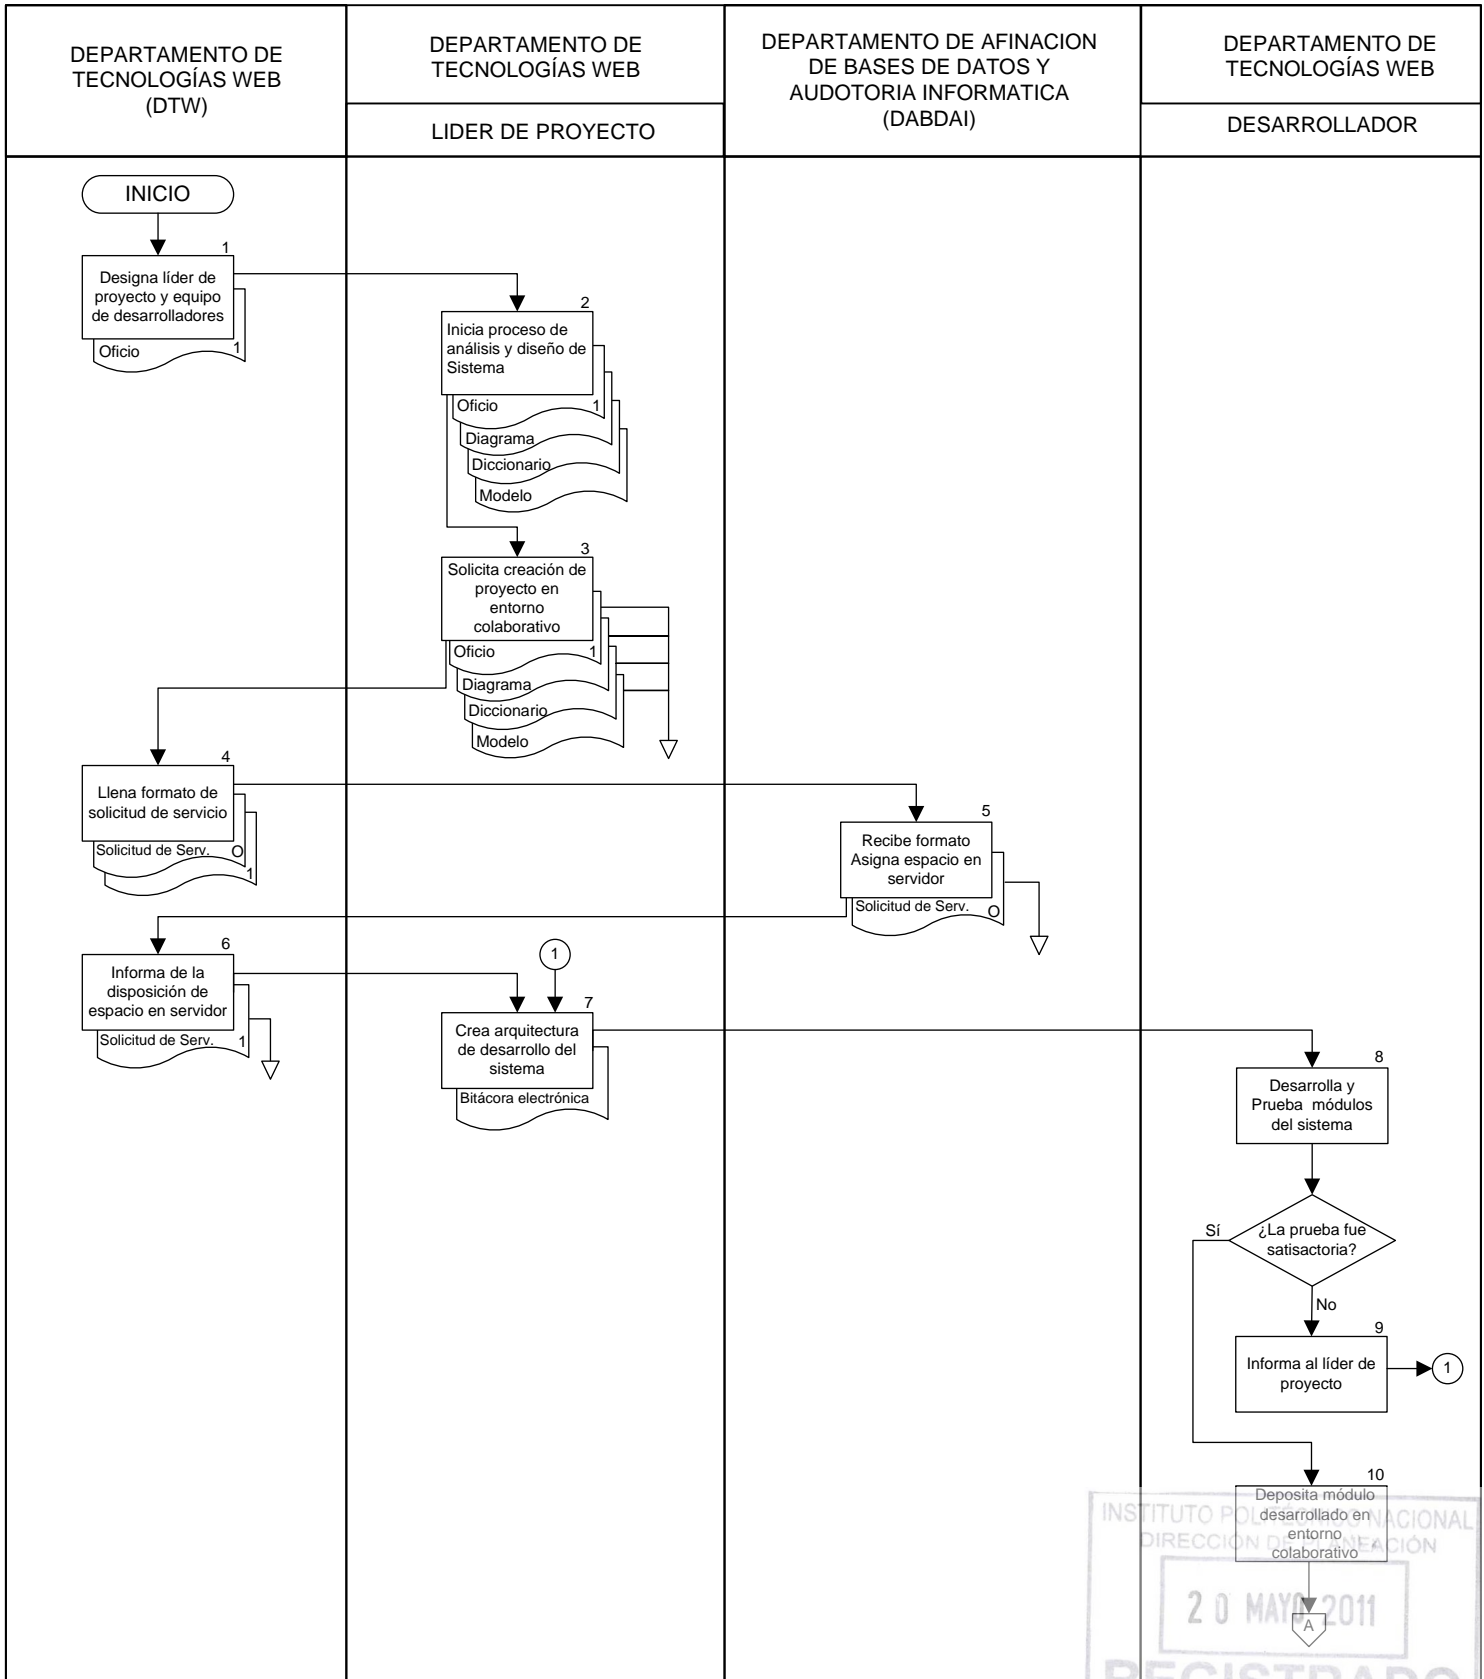 DEPARTAMENTO DE
TECNOLOGÍAS WEB
(DTW)
DEPARTAMENTO DE
TECNOLOGÍAS WEB
LIDER DE PROYECTO
DEPARTAMENTO DE AFINACION
DE BASES DE DATOS Y
AUDOTORIA INFORMATICA
(DABDAI)
DEPARTAMENTO DE
TECNOLOGÍAS WEB
DESARROLLADOR
INICIO
1
Designa líder de
proyecto y equipo
de desarrolladores
Oficio 1
2
Inicia proceso de
análisis y diseño de
Sistema
Oficio 1
Diagrama
Diccionario
Modelo
3
Solicita creación de
proyecto en
entorno
colaborativo
Oficio 1
Diagrama
Diccionario
Modelo
4
Llena formato de
solicitud de servicio
Solicitud de Serv. O
1
5
Recibe formato
Asigna espacio en
servidor
Solicitud de Serv. O
6
Informa de la
disposición de
espacio en servidor
Solicitud de Serv. 1
1
7
Crea arquitectura
de desarrollo del
sistema
Bitácora electrónica
8
Desarrolla y
Prueba módulos
del sistema
¿La prueba fue
satisactoria?
Sí
No
9
Informa al líder de
proyecto
1
10
Deposita módulo
desarrollado en
entorno
colaborativo
A
INSTITUTO POLITÉCNICO NACIONAL
DIRECCIÓN DE PLANEACIÓN
20 MAYO 2011
REGISTRADO